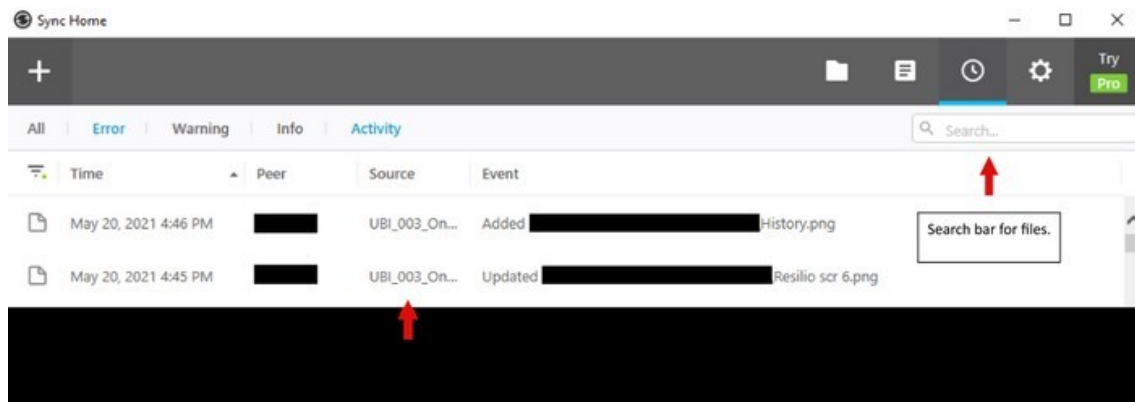 Sync Home
Try
Pro
All Error Warning Info Activity Search...
Time Peer Source Event
May 20, 2021 4:46 PM UBI_003_On... Added History.png
Search bar for files.
May 20, 2021 4:45 PM UBI_003_On... Updated Resilio scr 6.png